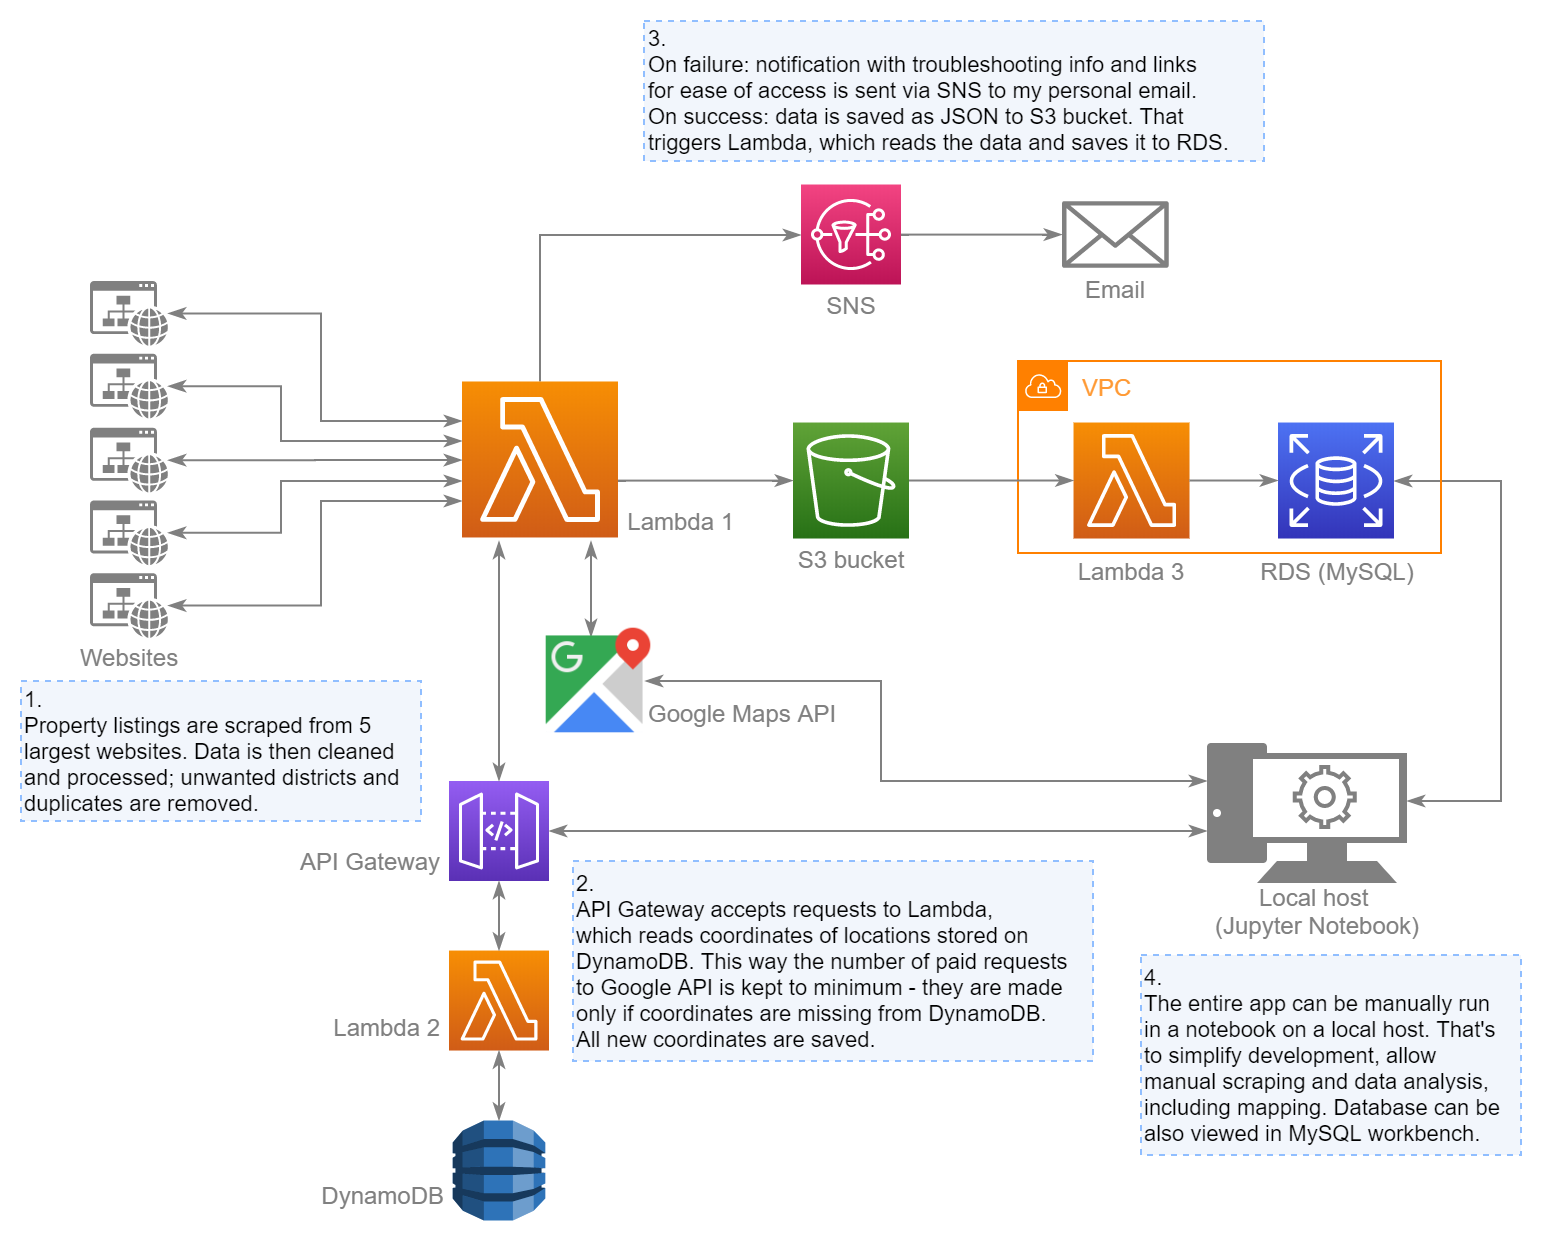 3.
On failure: notification with troubleshooting info and links
for ease of access is sent via SNS to my personal email.
On success: data is saved as JSON to S3 bucket. That
triggers Lambda, which reads the data and saves it to RDS.
SNS
Email
VPC
Lambda 1
S3 bucket
Lambda 3
RDS (MySQL)
Websites
1.
Property listings are scraped from 5
largest websites. Data is then cleaned
and processed; unwanted districts and
duplicates are removed.
G
Google Maps API
API Gateway
</>
2.
API Gateway accepts requests to Lambda,
which reads coordinates of locations stored on
DynamoDB. This way the number of paid requests
to Google API is kept to minimum - they are made
only if coordinates are missing from DynamoDB.
All new coordinates are saved.
Local host
(Jupyter Notebook)
Lambda 2
4.
The entire app can be manually run
in a notebook on a local host. That's
to simplify development, allow
manual scraping and data analysis,
including mapping. Database can be
also viewed in MySQL workbench.
DynamoDB